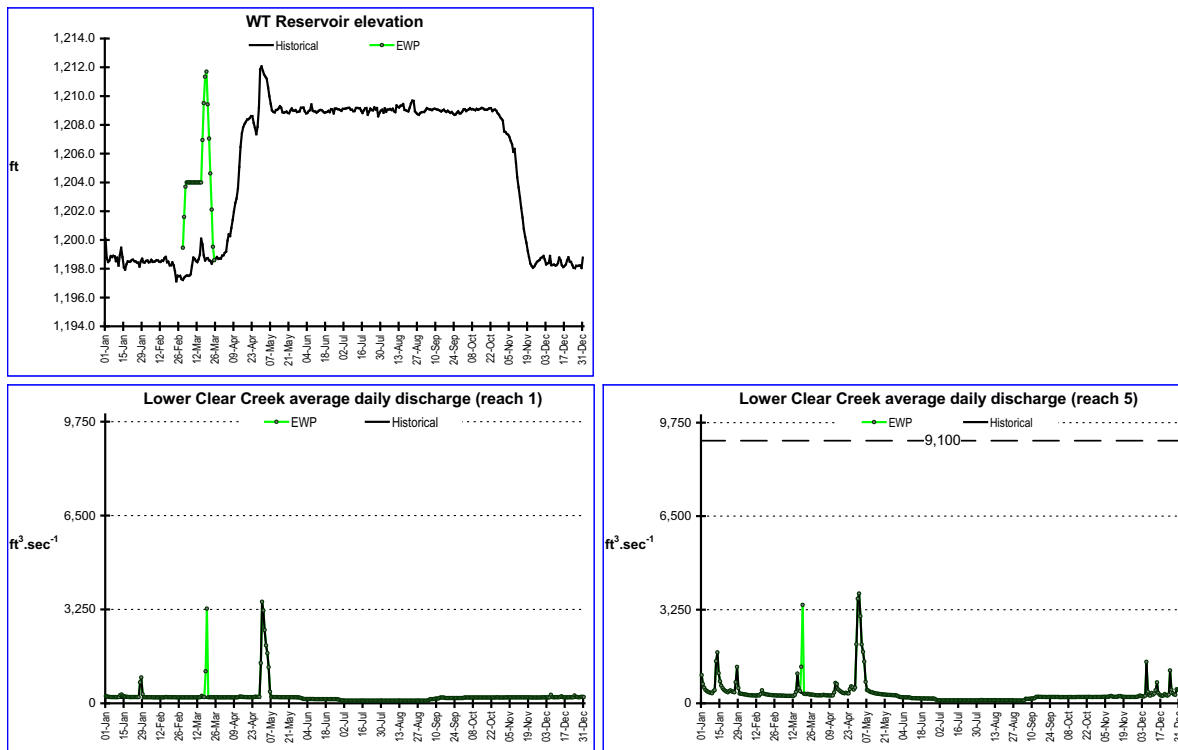 WT Reservoir elevation
Historical EWP
1,214.0
1,212.0
1,210.0
1,208.0
1,206.0
1,204.0
1,202.0
1,200.0
1,198.0
1,196.0
1,194.0
ft
01-Jan 15-Jan 29-Jan 12-Feb 26-Feb 12-Mar 26-Mar 09-Apr 23-Apr 07-May 21-May 04-Jun 18-Jun 02-Jul 16-Jul 30-Jul 13-Aug 27-Aug 10-Sep 24-Sep 08-Oct 22-Oct 05-Nov 19-Nov 03-Dec 17-Dec 31-Dec
Lower Clear Creek average daily discharge (reach 1)
EWP Historical
9,750
6,500
ft³.sec⁻¹
3,250
0
01-Jan 15-Jan 29-Jan 12-Feb 26-Feb 12-Mar 26-Mar 09-Apr 23-Apr 07-May 21-May 04-Jun 18-Jun 02-Jul 16-Jul 30-Jul 13-Aug 27-Aug 10-Sep 24-Sep 08-Oct 22-Oct 05-Nov 19-Nov 03-Dec 17-Dec 31-Dec
Lower Clear Creek average daily discharge (reach 5)
EWP Historical
9,750
9,100
6,500
ft³.sec⁻¹
3,250
0
01-Jan 15-Jan 29-Jan 12-Feb 26-Feb 12-Mar 26-Mar 09-Apr 23-Apr 07-May 21-May 04-Jun 18-Jun 02-Jul 16-Jul 30-Jul 13-Aug 27-Aug 10-Sep 24-Sep 08-Oct 22-Oct 05-Nov 19-Nov 03-Dec 17-Dec 31-Dec